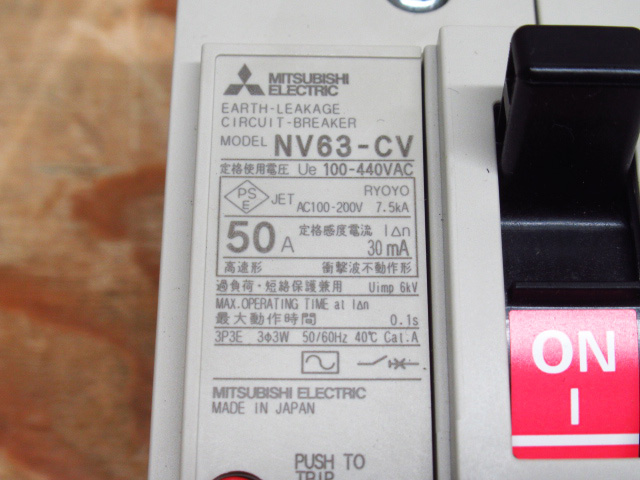 MITSUBISHI
ELECTRIC
EARTH-LEAKAGE
CIRCUIT-BREAKER
MODEL NV63-CV
定格使用電圧 Ue 100-440VAC
PS
E
JET
RYOYO
AC100-200V 7.5kA
50A 定格感度電流 IΔn
30mA
高速形 衝撃波不動作形
過負荷・短絡保護兼用 Uimp 6kV
MAX.OPERATING TIME at IΔn
最大動作時間 0.1s
3P3E 3Φ3W 50/60Hz 40℃ Cat.A
MITSUBISHI ELECTRIC
MADE IN JAPAN
PUSH TO
TRIP
ON
I